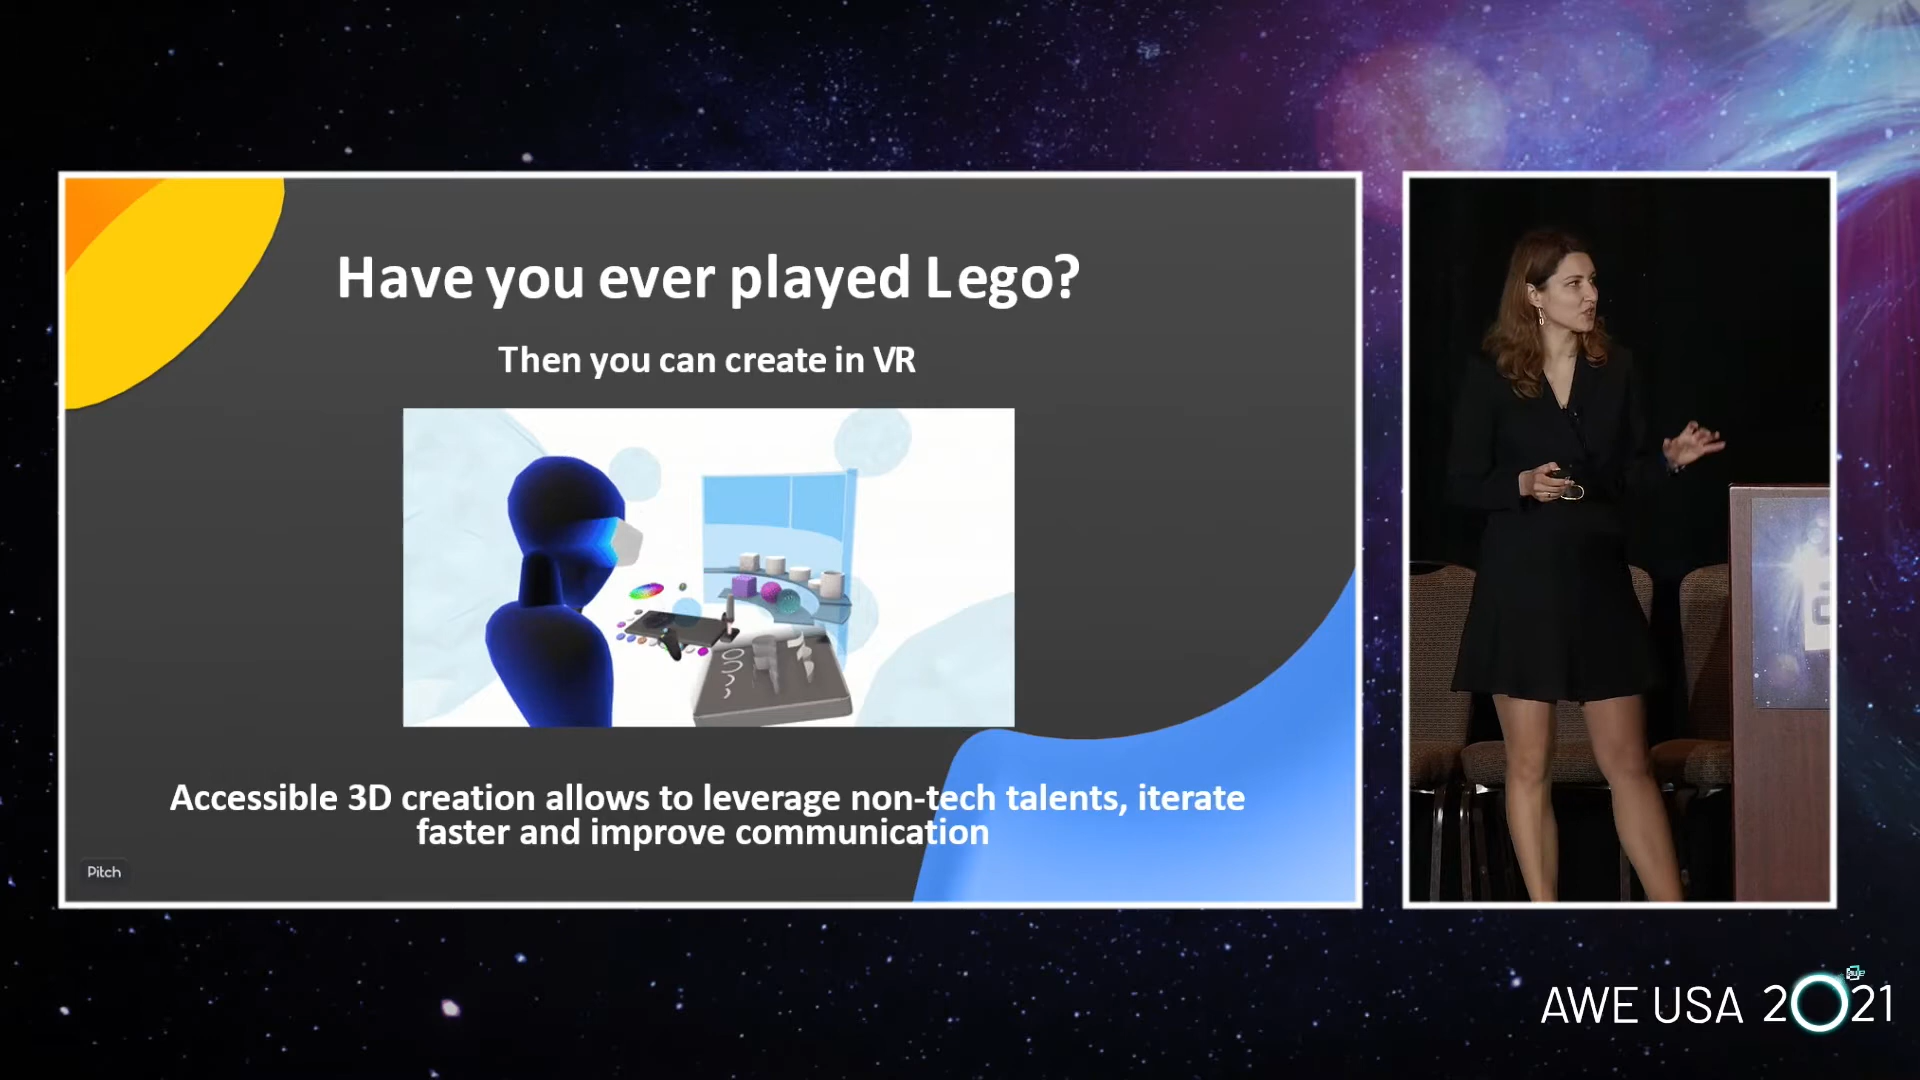 Have you ever played Lego?
Then you can create in VR
Accessible 3D creation allows to leverage non-tech talents, iterate
faster and improve communication
Pitch
AWE USA 2021